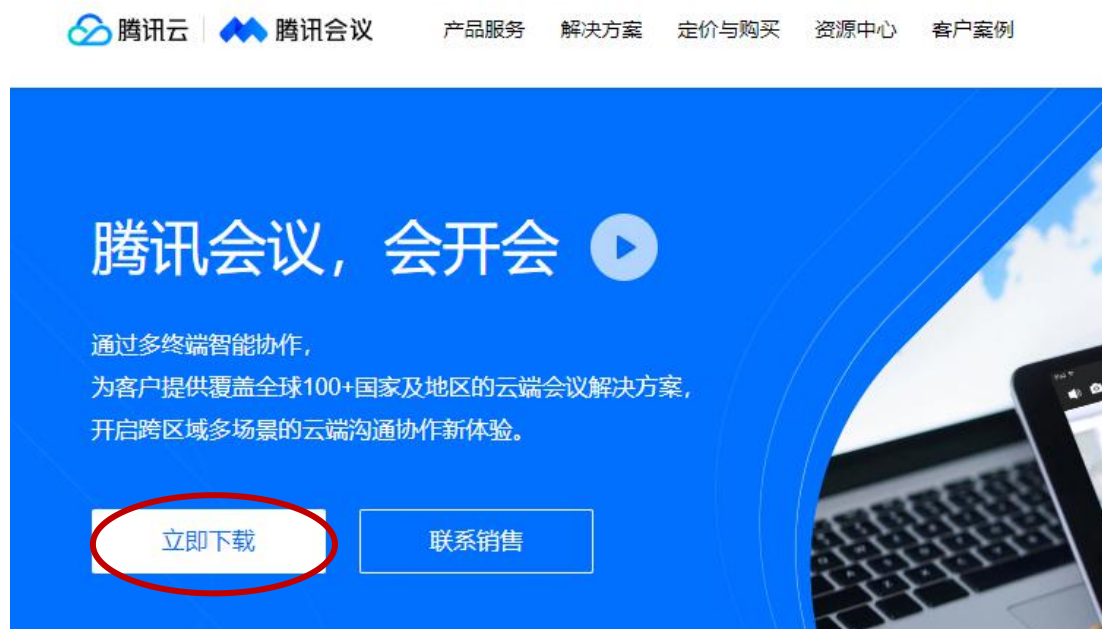 腾讯云 腾讯会议 产品服务 解决方案 定价与购买 资源中心 客户案例
腾讯会议，会开会
通过多终端智能协作，
为客户提供覆盖全球100+国家及地区的云端会议解决方案，
开启跨区域多场景的云端沟通协作新体验。
立即下载 联系销售